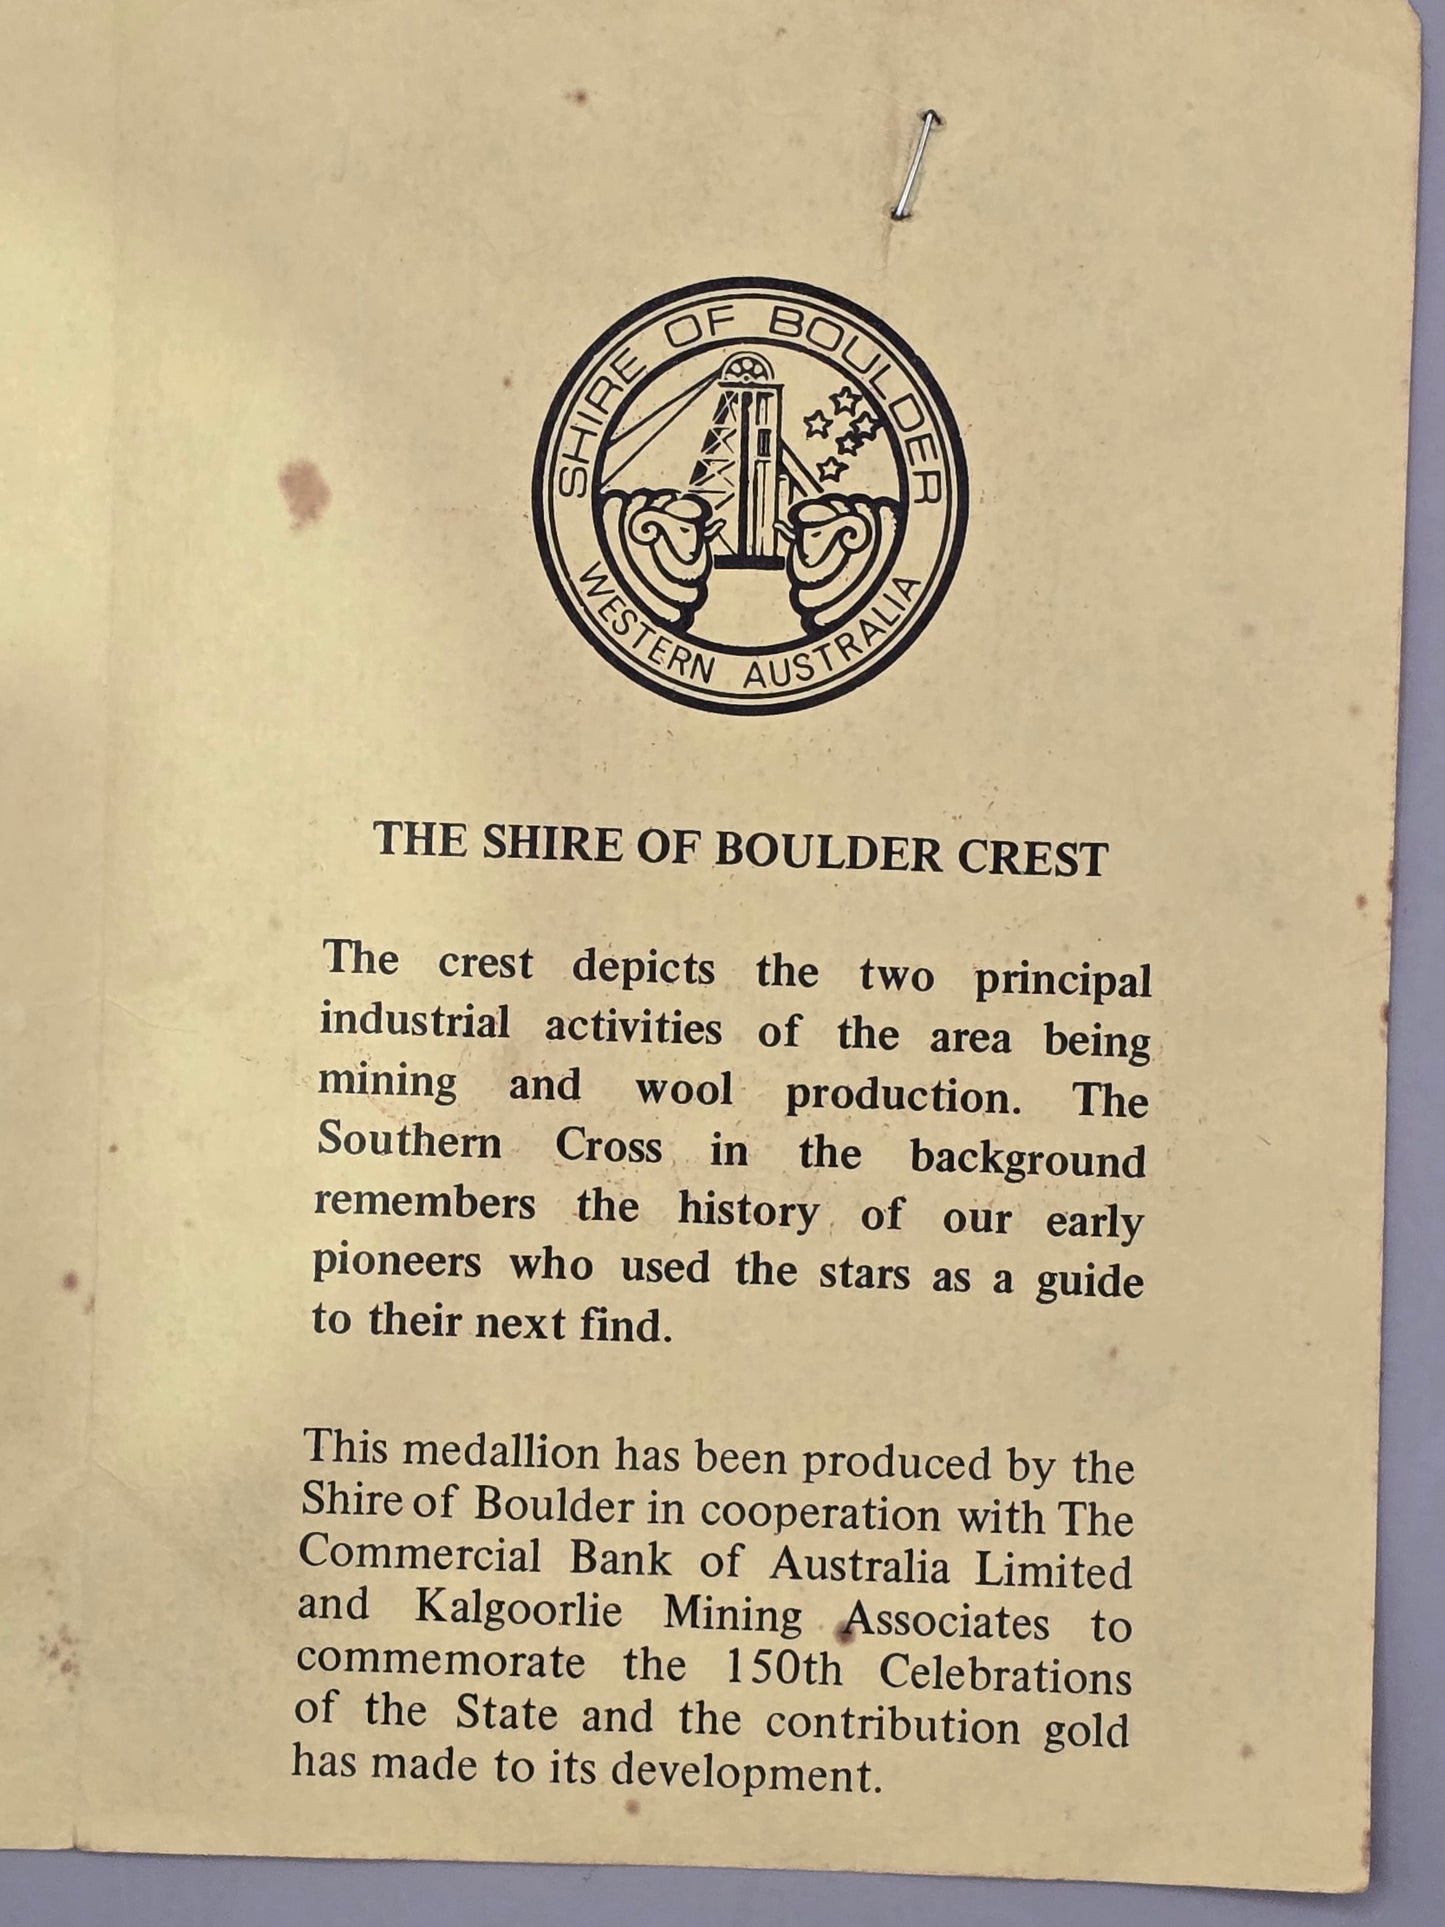 SHIRE OF BOULDER
WESTERN AUSTRALIA
THE SHIRE OF BOULDER CREST
The crest depicts the two principal
industrial activities of the area being
mining and wool production. The
Southern Cross in the background
remembers the history of our early
pioneers who used the stars as a guide
to their next find.
This medallion has been produced by the
Shire of Boulder in cooperation with The
Commercial Bank of Australia Limited
and Kalgoorlie Mining Associates to
commemorate the 150th Celebrations
of the State and the contribution gold
has made to its development.